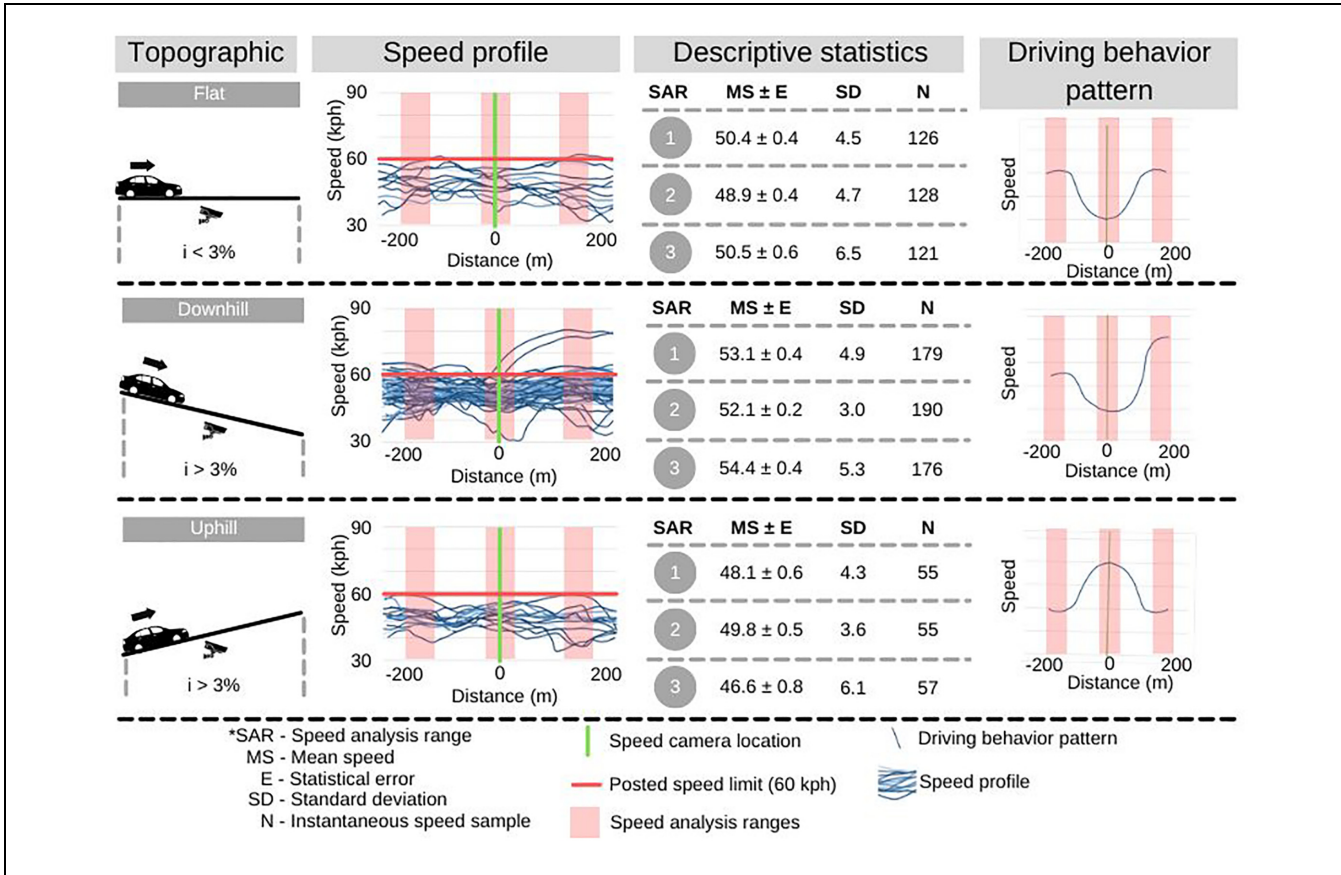 Topographic
Speed profile
Descriptive statistics
Driving behavior
pattern
Flat
i < 3%
Speed (kph)
90
60
30
-200 0 200
Distance (m)
SAR MS ± E SD N
1 50.4 ± 0.4 4.5 126
2 48.9 ± 0.4 4.7 128
3 50.5 ± 0.6 6.5 121
Speed
-200 0 200
Distance (m)
Downhill
i > 3%
Speed (kph)
90
60
30
-200 0 200
Distance (m)
SAR MS ± E SD N
1 53.1 ± 0.4 4.9 179
2 52.1 ± 0.2 3.0 190
3 54.4 ± 0.4 5.3 176
Speed
-200 0 200
Distance (m)
Uphill
i > 3%
Speed (kph)
90
60
30
-200 0 200
Distance (m)
SAR MS ± E SD N
1 48.1 ± 0.6 4.3 55
2 49.8 ± 0.5 3.6 55
3 46.6 ± 0.8 6.1 57
Speed
-200 0 200
Distance (m)
*SAR - Speed analysis range
MS - Mean speed
E - Statistical error
SD - Standard deviation
N - Instantaneous speed sample
Speed camera location
Posted speed limit (60 kph)
Speed analysis ranges
Driving behavior pattern
Speed profile